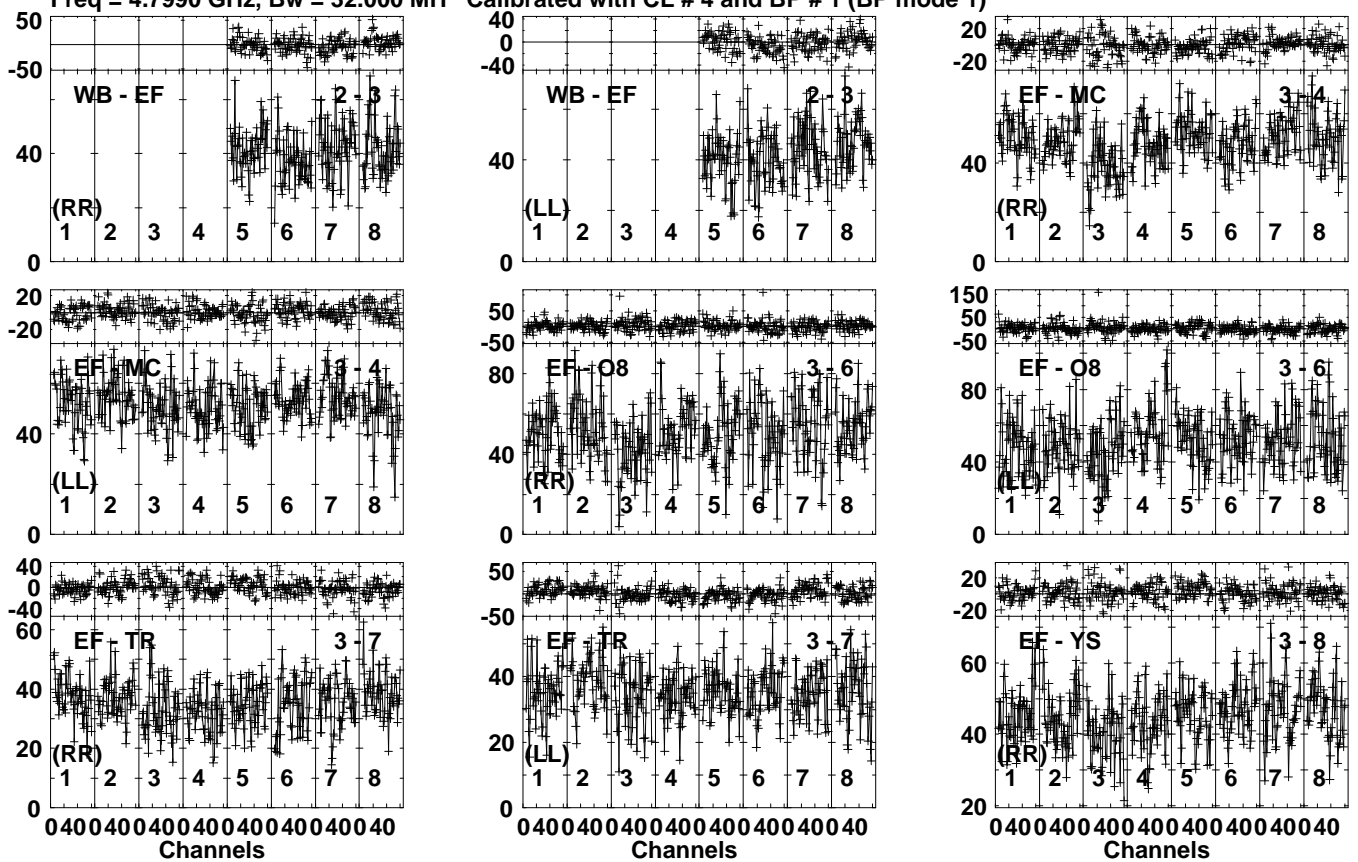 Freq = 4.7990 GHz, Bw = 32.000 MH Calibrated with CL # 4 and BP # 1 (BP mode 1)
50
-50
WB - EF 2 - 3
40
(RR)
1 2 3 4 5 6 7 8
0
40
0
-40
WB - EF 2 - 3
40
(LL)
1 2 3 4 5 6 7 8
0
20
-20
EF - MC 3 - 4
40
(RR)
1 2 3 4 5 6 7 8
0
20
-20
EF - MC 3 - 4
40
(LL)
1 2 3 4 5 6 7 8
0
50
-50
EF - O8 3 - 6
80
40
(RR)
1 2 3 4 5 6 7 8
0
150
50
-50
EF - O8 3 - 6
80
40
(LL)
1 2 3 4 5 6 7 8
0
40
0
-40
60
EF - TR 3 - 7
40
20
(RR)
1 2 3 4 5 6 7 8
0
0 40 0 40 0 40 0 40 0 40 0 40 0 40 0 40
Channels
50
-50
EF - TR 3 - 7
40
20
(LL)
1 2 3 4 5 6 7 8
0
0 40 0 40 0 40 0 40 0 40 0 40 0 40 0 40
Channels
20
-20
EF - YS 3 - 8
60
40
(RR)
1 2 3 4 5 6 7 8
20
0 40 0 40 0 40 0 40 0 40 0 40 0 40 0 40
Channels